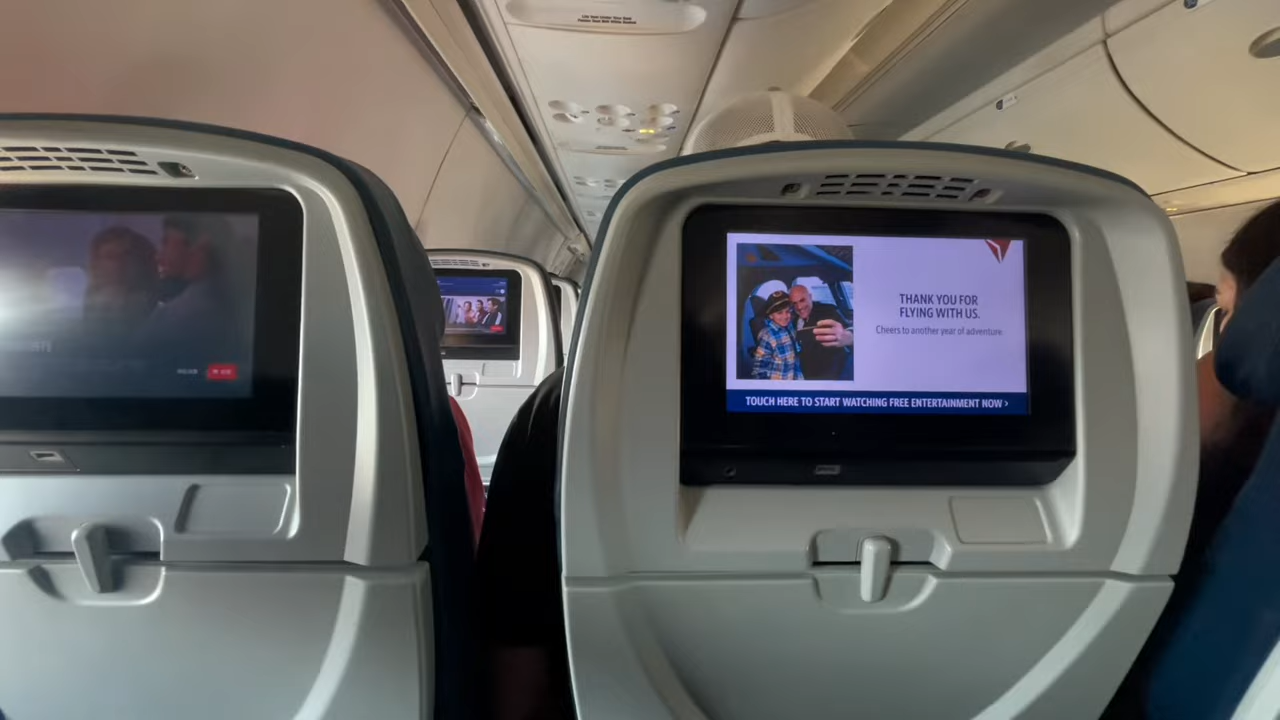 THANK YOU FOR
FLYING WITH US.
Cheers to another year of adventure.
TOUCH HERE TO START WATCHING FREE ENTERTAINMENT NOW >